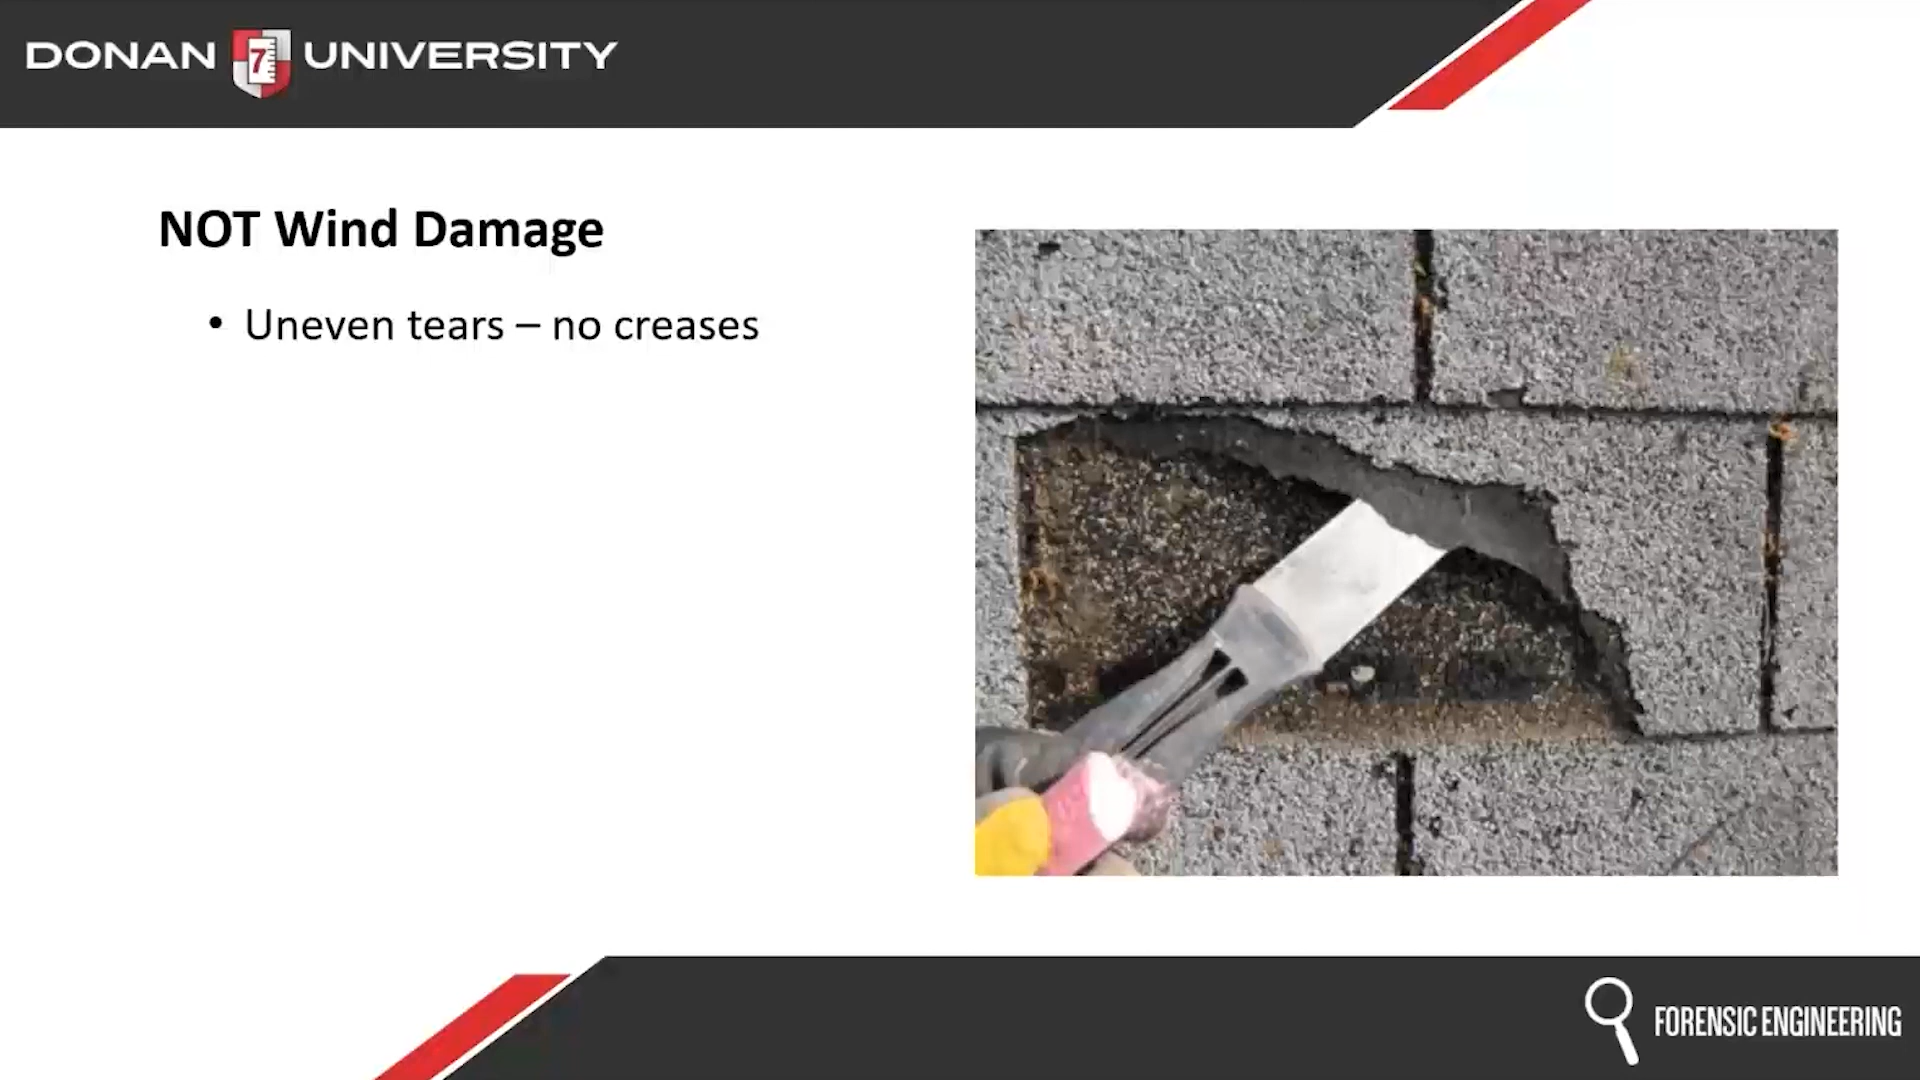 DONAN 7 UNIVERSITY
NOT Wind Damage
• Uneven tears – no creases
FORENSIC ENGINEERING